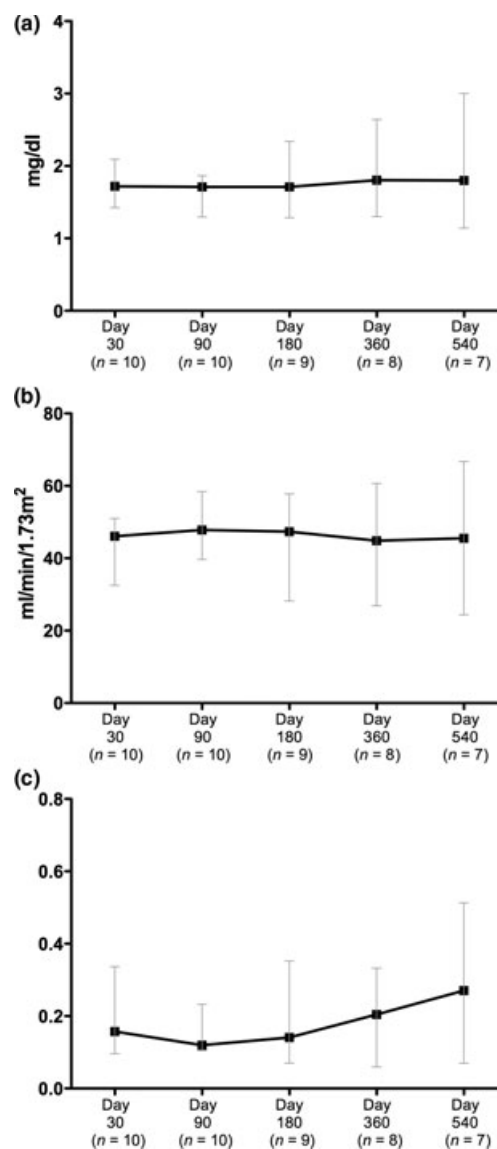 (a)
4
3
mg/dl
2
1
0
Day Day Day Day Day
30 90 180 360 540
(n = 10) (n = 10) (n = 9) (n = 8) (n = 7)
(b)
80
60
ml/min/1.73m²
40
20
0
Day Day Day Day Day
30 90 180 360 540
(n = 10) (n = 10) (n = 9) (n = 8) (n = 7)
(c)
0.8
0.6
0.4
0.2
0.0
Day Day Day Day Day
30 90 180 360 540
(n = 10) (n = 10) (n = 9) (n = 8) (n = 7)